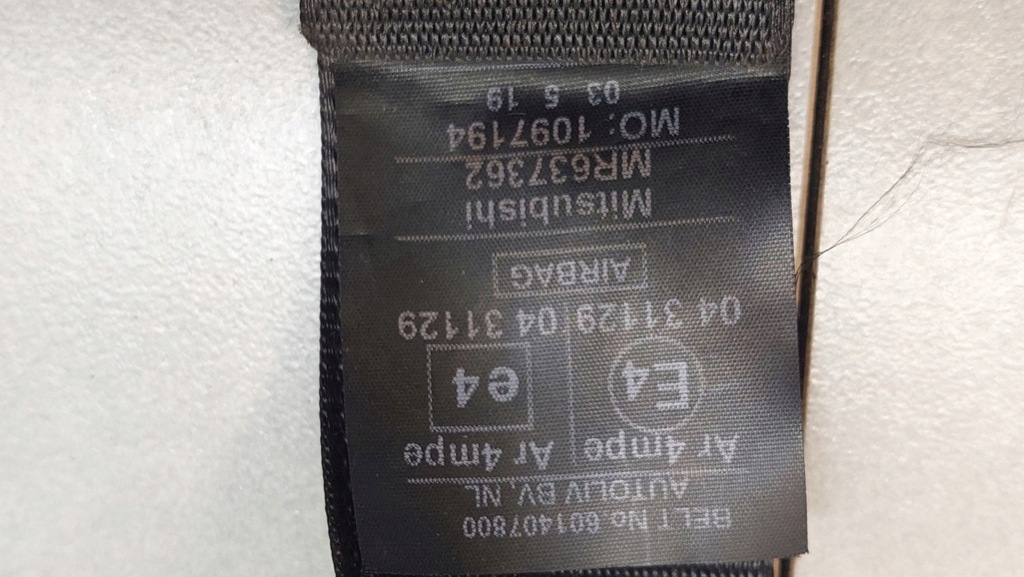 BELT No 601407800
AUTOLIV BV, NL
Ar 4mpe Ar 4mpe
E4 e4
04 31129 04 31129
AIRBAG
Mitsubishi
MR637362
MO: 1097194
03 5 19